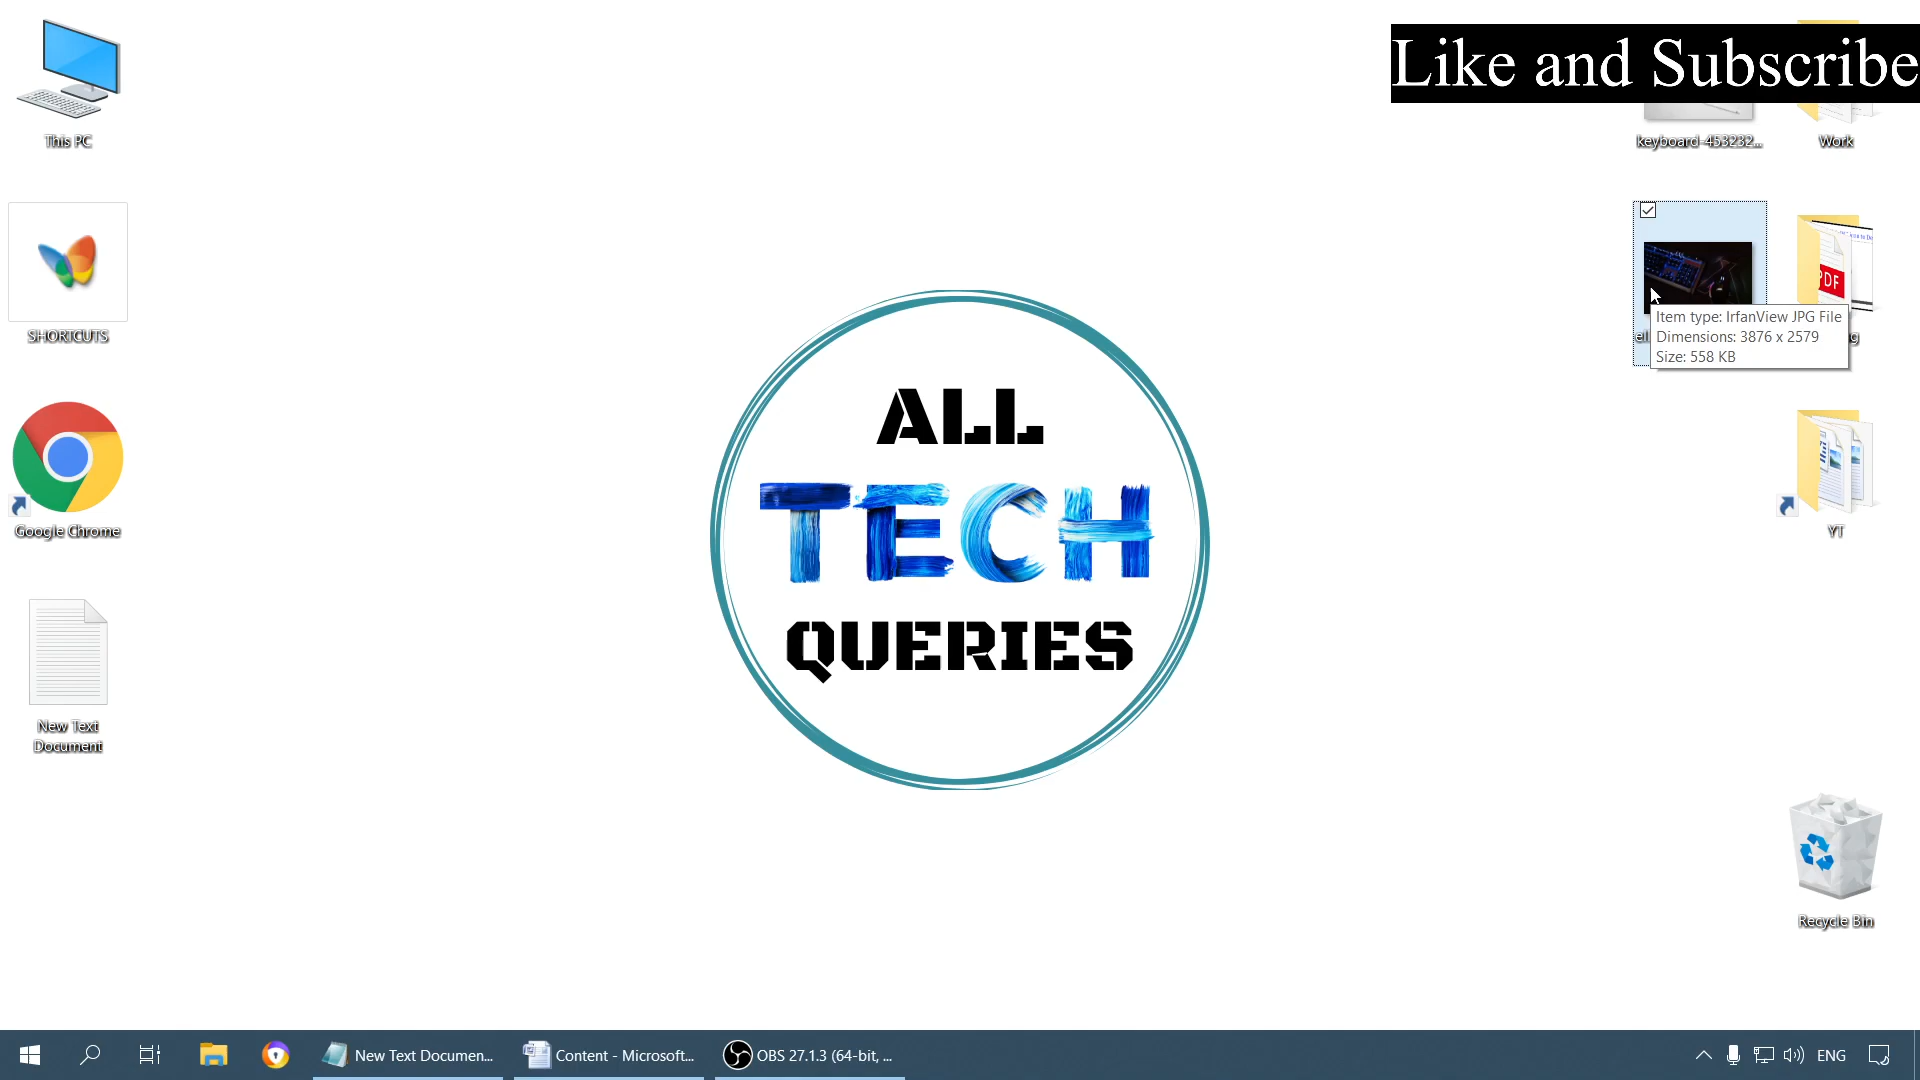 Like and Subscribe
This PC
keyboard-453232...
Work
SHORTCUTS
Item type: IrfanView JPG File
Dimensions: 3876 x 2579
Size: 558 KB
PDF
ALL
TECH
QUERIES
Google Chrome
YT
New Text
Document
Recycle Bin
New Text Documen...
Content - Microsoft...
OBS 27.1.3 (64-bit, ...
ENG